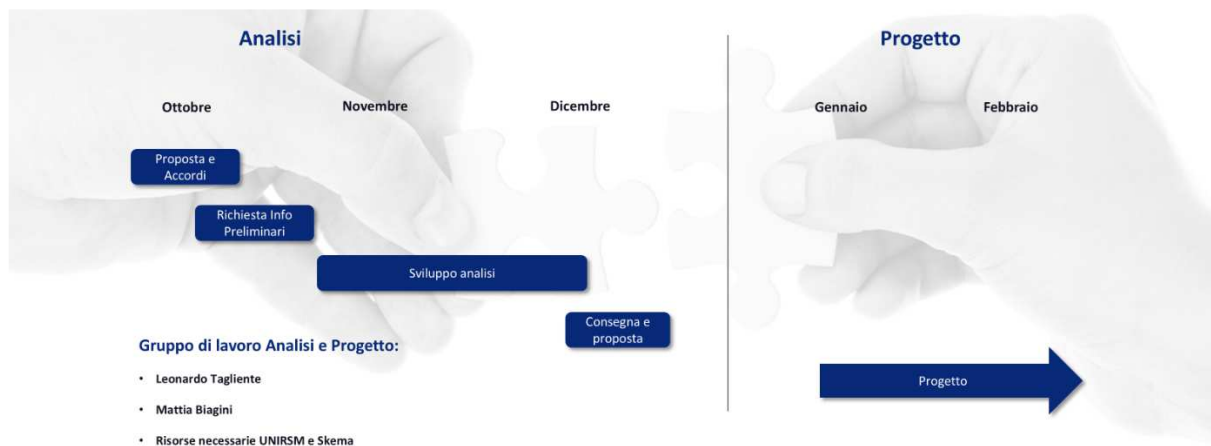 Analisi
Progetto
Ottobre
Novembre
Dicembre
Gennaio
Febbraio
Proposta e
Accordi
Richiesta Info
Preliminari
Sviluppo analisi
Consegna e
proposta
Gruppo di lavoro Analisi e Progetto:
• Leonardo Tagliente
• Mattia Biagini
• Risorse necessarie UNIRSM e Skema
Progetto